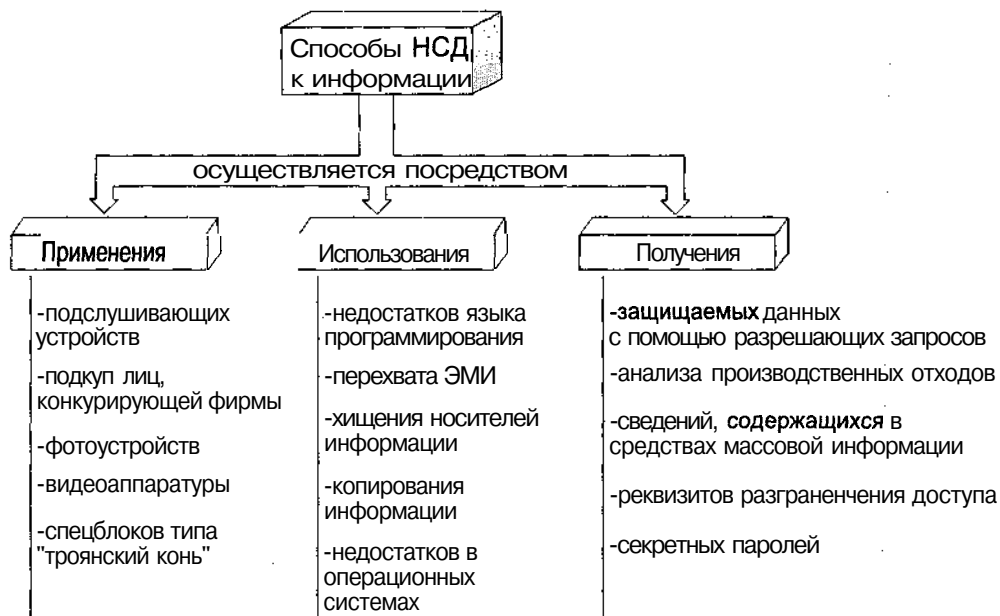 Способы НСД
к информации
осуществляется посредством
Применения
-подслушивающих
устройств
-подкуп лиц,
конкурирующей фирмы
-фотоустройств
-видеоаппаратуры
-спецблоков типа
"троянский конь"
Использования
-недостатков языка
программирования
-перехвата ЭМИ
-хищения носителей
информации
-копирования
информации
-недостатков в
операционных
системах
Получения
-защищаемых данных
с помощью разрешающих запросов
-анализа производственных отходов
-сведений, содержащихся в
средствах массовой информации
-реквизитов разграненчения доступа
-секретных паролей